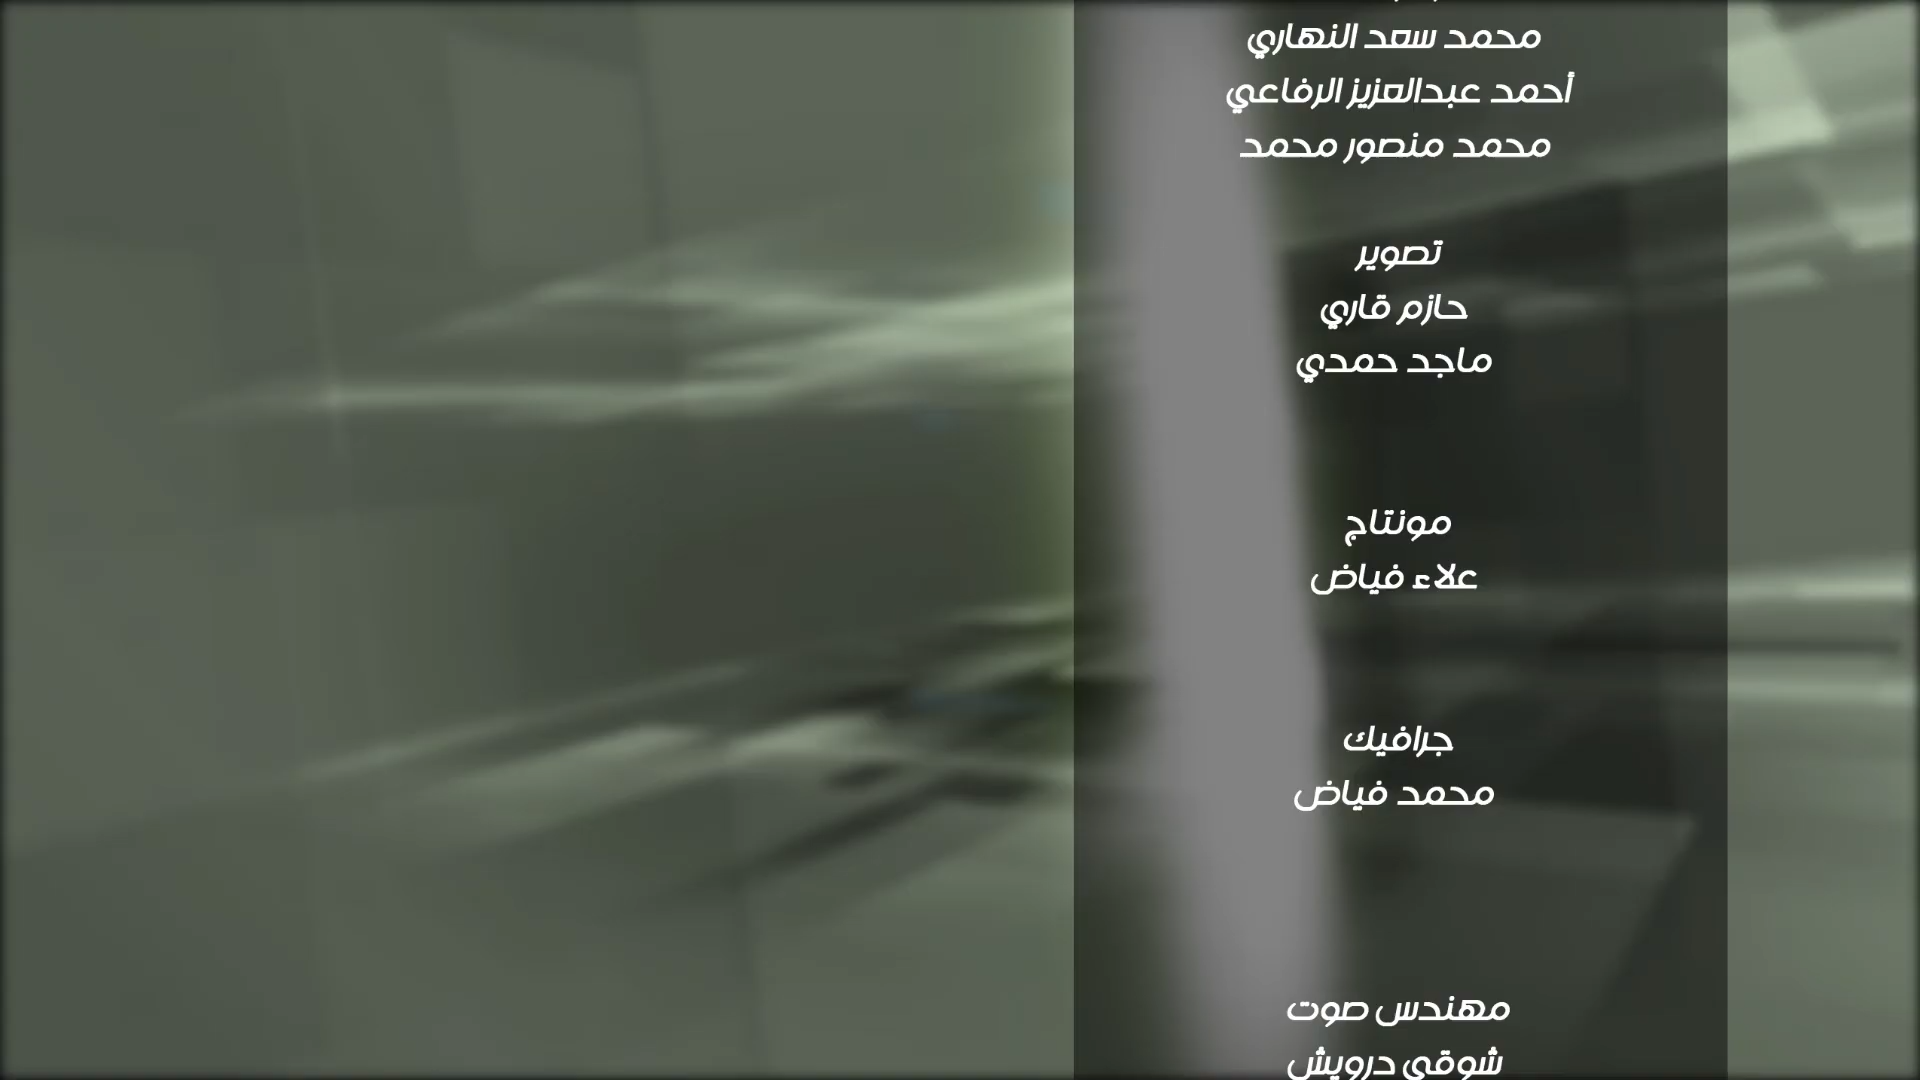 محمد سعد النهاري
أحمد عبدالعزيز الرفاعي
محمد منصور محمد
تصوير
حازم قاري
ماجد حمدي
مونتاج
علاء فياض
جرافيك
محمد فياض
مهندس صوت
شوقي درويش